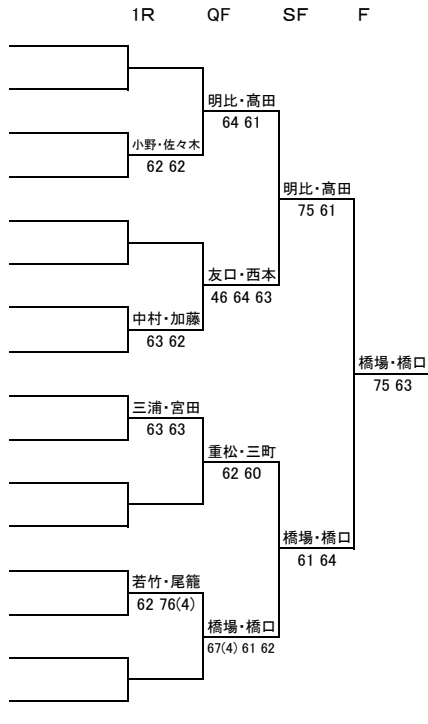 1R QF SF F
明比・髙田
64 61
小野・佐々木
62 62
明比・髙田
75 61
友口・西本
46 64 63
中村・加藤
63 62
橋場・橋口
75 63
三浦・宮田
63 63
重松・三町
62 60
橋場・橋口
61 64
若竹・尾籠
62 76(4)
橋場・橋口
67(4) 61 62